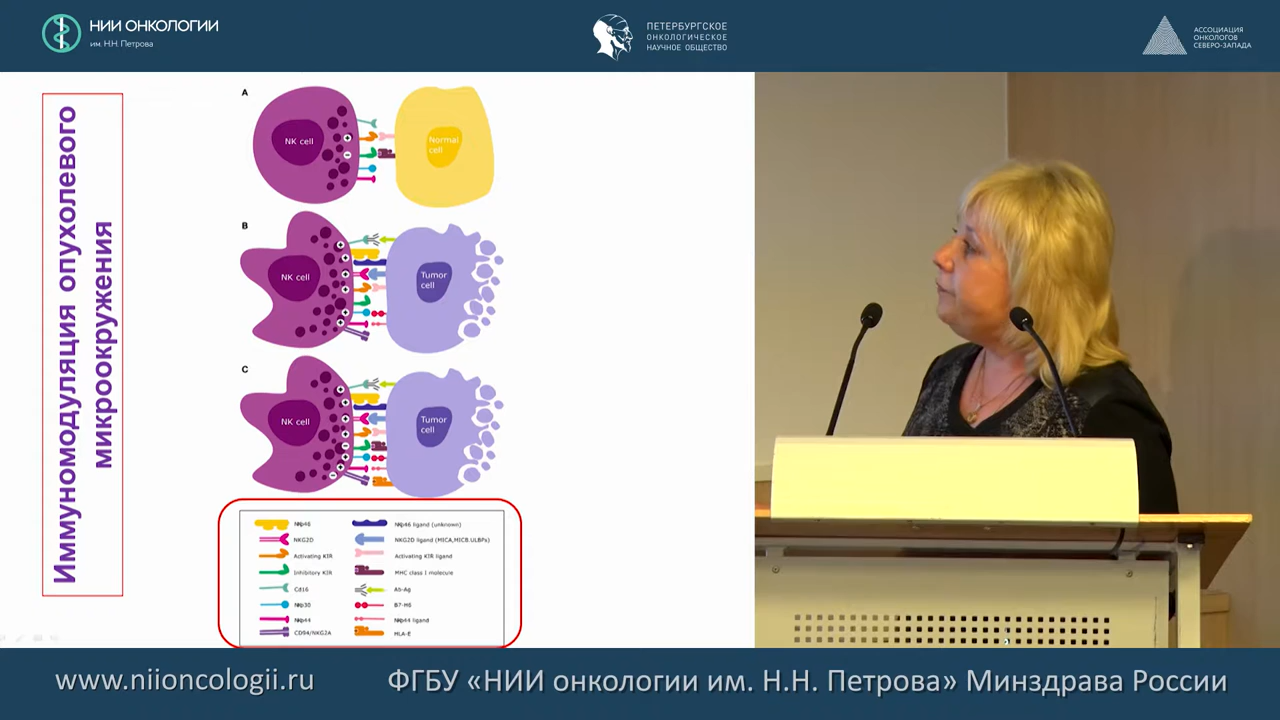 НИИ ОНКОЛОГИИ
им. Н.Н. Петрова
ПЕТЕРБУРГСКОЕ
ОНКОЛОГИЧЕСКОЕ
НАУЧНОЕ ОБЩЕСТВО
АССОЦИАЦИЯ
ОНКОЛОГОВ
СЕВЕРО-ЗАПАДА
Иммуномодуляция опухолевого
микроокружения
A
NK cell
Normal
cell
B
NK cell
Tumor
cell
C
NK cell
Tumor
cell
NKp46
NKp46 ligand (unknown)
NKG2D
NKG2D ligand (MICA,MICB,ULBPs)
Activating KIR
Activating KIR ligand
Inhibitory KIR
MHC class I molecule
Cd16
Ab-Ag
NKp30
B7-H6
NKp44
NKp44 ligand
CD94/NKG2A
HLA-E
www.niioncologii.ru
ФГБУ «НИИ онкологии им. Н.Н. Петрова» Минздрава России